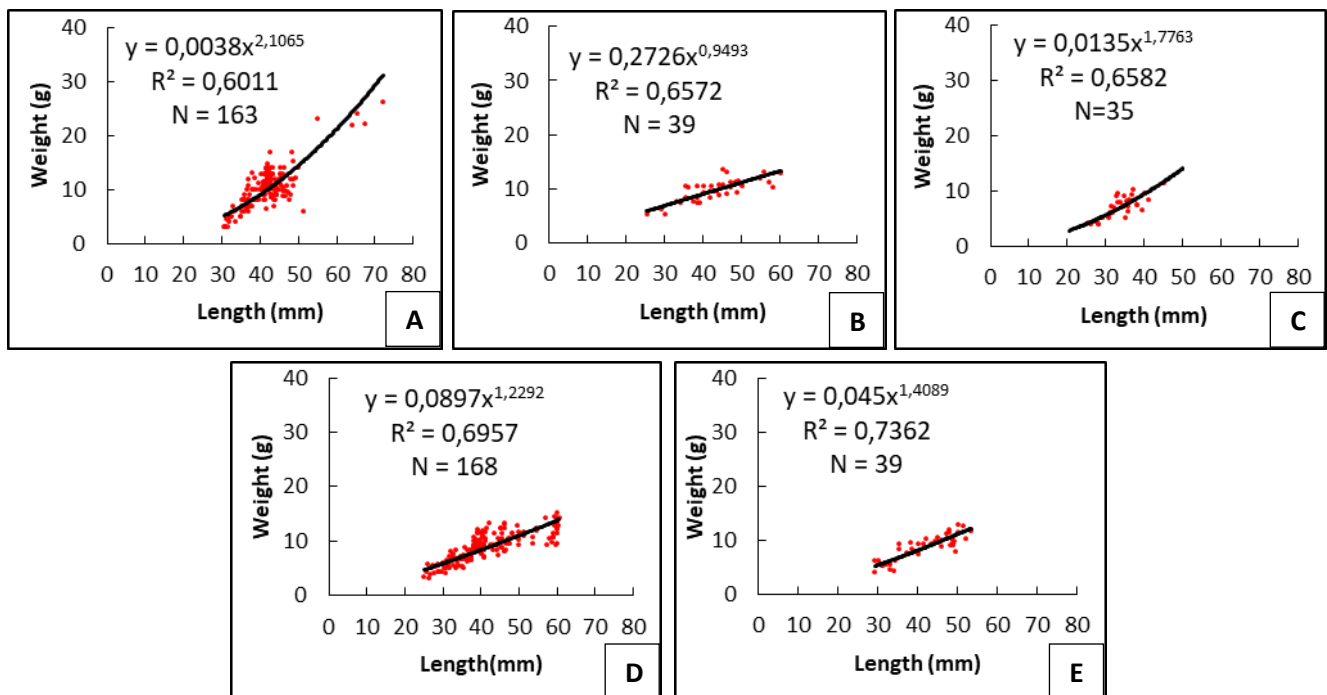 y = 0,0038x^2,1065
R² = 0,6011
N = 163
Weight (g)
40
30
20
10
0
0 10 20 30 40 50 60 70 80
Length (mm)
A
y = 0,2726x^0,9493
R² = 0,6572
N = 39
Weight (g)
40
30
20
10
0
0 10 20 30 40 50 60 70 80
Length (mm)
B
y = 0,0135x^1,7763
R² = 0,6582
N=35
Weight (g)
40
30
20
10
0
0 10 20 30 40 50 60 70 80
Length (mm)
C
y = 0,0897x^1,2292
R² = 0,6957
N = 168
Weight (g)
40
30
20
10
0
0 10 20 30 40 50 60 70 80
Length(mm)
D
y = 0,045x^1,4089
R² = 0,7362
N = 39
Weight (g)
40
30
20
10
0
0 10 20 30 40 50 60 70 80
Length (mm)
E